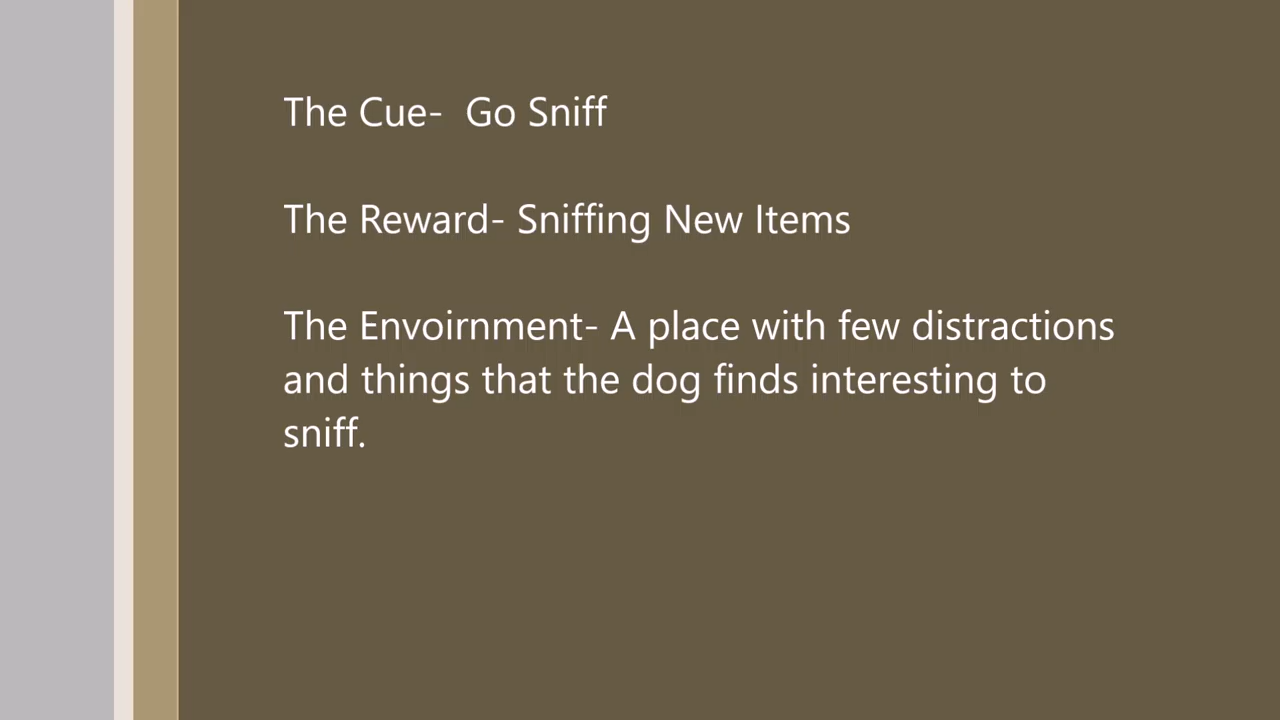 The Cue-  Go Sniff
The Reward- Sniffing New Items
The Envoirnment- A place with few distractions
and things that the dog finds interesting to
sniff.